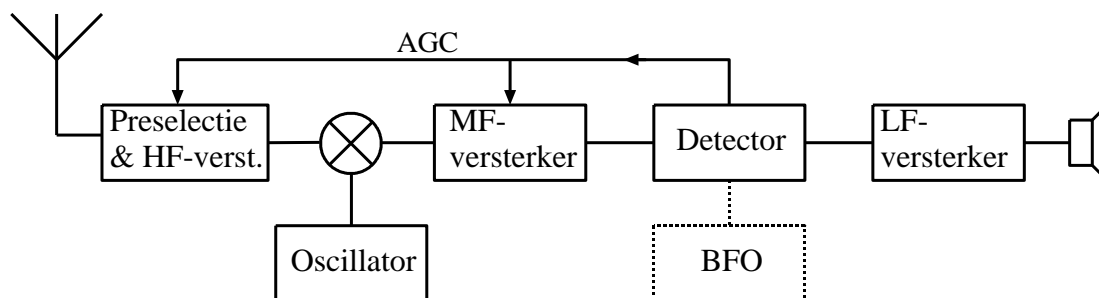 AGC
Preselectie
& HF-verst.
MF-
versterker
Detector
LF-
versterker
Oscillator
BFO